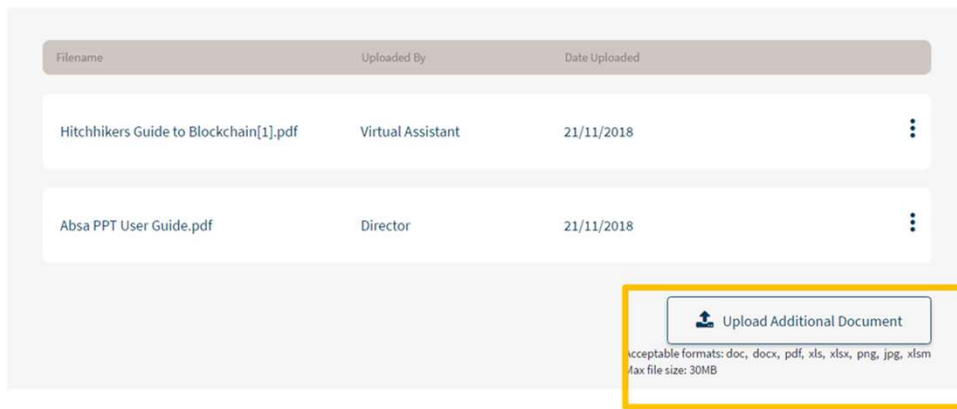 Filename Uploaded By Date Uploaded
Hitchhikers Guide to Blockchain[1].pdf Virtual Assistant 21/11/2018
Absa PPT User Guide.pdf Director 21/11/2018
Upload Additional Document
Acceptable formats: doc, docx, pdf, xls, xlsx, png, jpg, xlsm
Max file size: 30MB